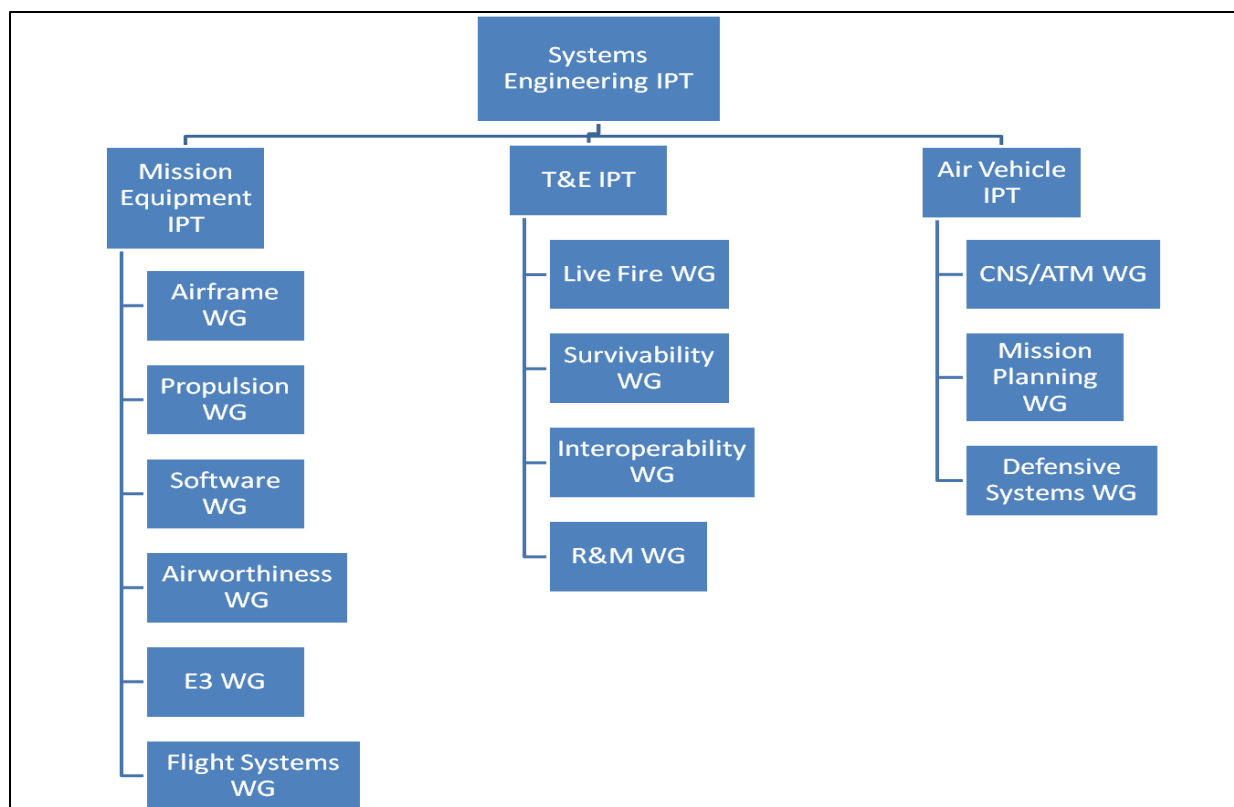 Systems
Engineering IPT
Mission
Equipment
IPT
Airframe
WG
Propulsion
WG
Software
WG
Airworthiness
WG
E3 WG
Flight Systems
WG
T&E IPT
Live Fire WG
Survivability
WG
Interoperability
WG
R&M WG
Air Vehicle
IPT
CNS/ATM WG
Mission
Planning
WG
Defensive
Systems WG